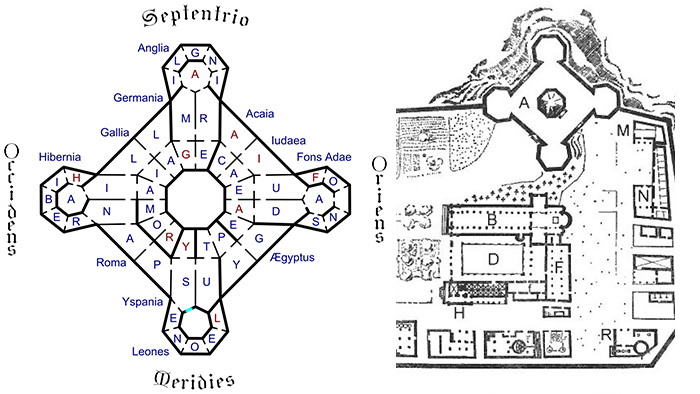 Septentrio
Anglia
G
L N
I A I
Germania
M R
Acaia
Gallia
L A
Iudaea
L I A G E C A I
Hibernia
Fons Adae
I H I A A E U F O
B A A
E R N M A D S N
A O R Y T P E G
Roma
P S U Y
Ægyptus
Yspania
E L
N O E
Leones
Meridies
Occidens
Oriens
A
M
N
B
D
F
H
R